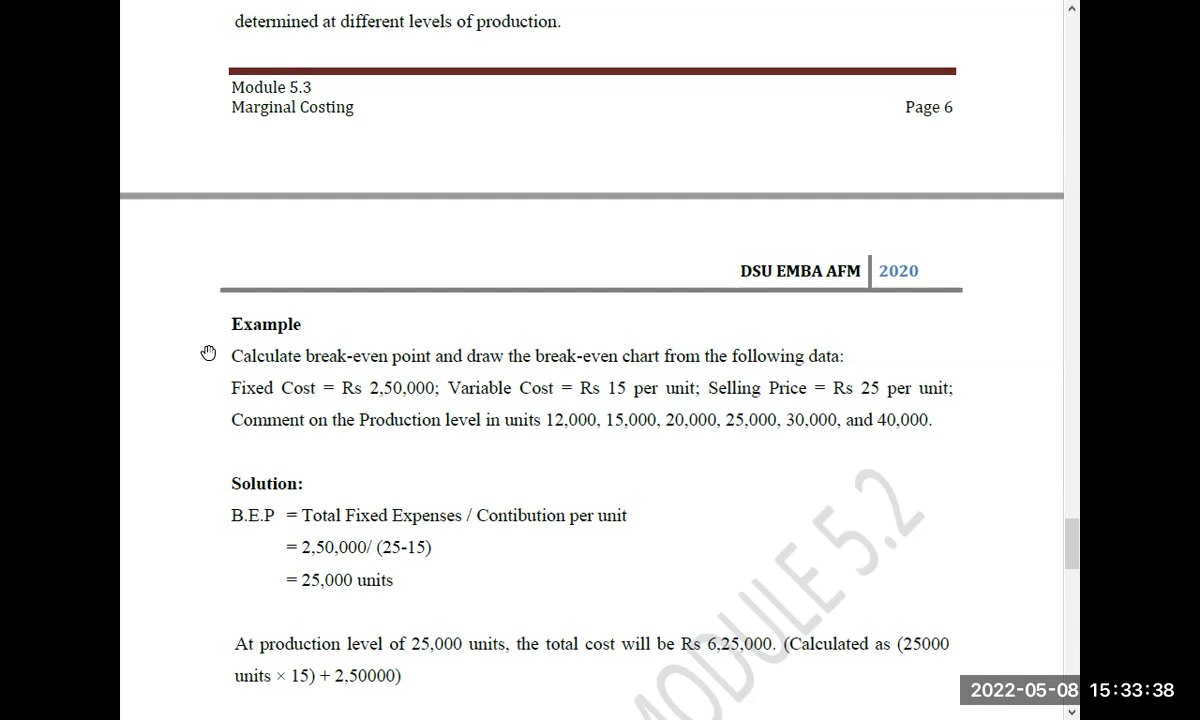 determined at different levels of production.
Module 5.3
Marginal Costing
Page 6
DSU EMBA AFM 2020
Example
Calculate break-even point and draw the break-even chart from the following data:
Fixed Cost = Rs 2,50,000; Variable Cost = Rs 15 per unit; Selling Price = Rs 25 per unit;
Comment on the Production level in units 12,000, 15,000, 20,000, 25,000, 30,000, and 40,000.
Solution:
B.E.P = Total Fixed Expenses / Contibution per unit
= 2,50,000/ (25-15)
= 25,000 units
At production level of 25,000 units, the total cost will be Rs 6,25,000. (Calculated as (25000
units × 15) + 2,50000)
MODULE 5.2
2022-05-08 15:33:38